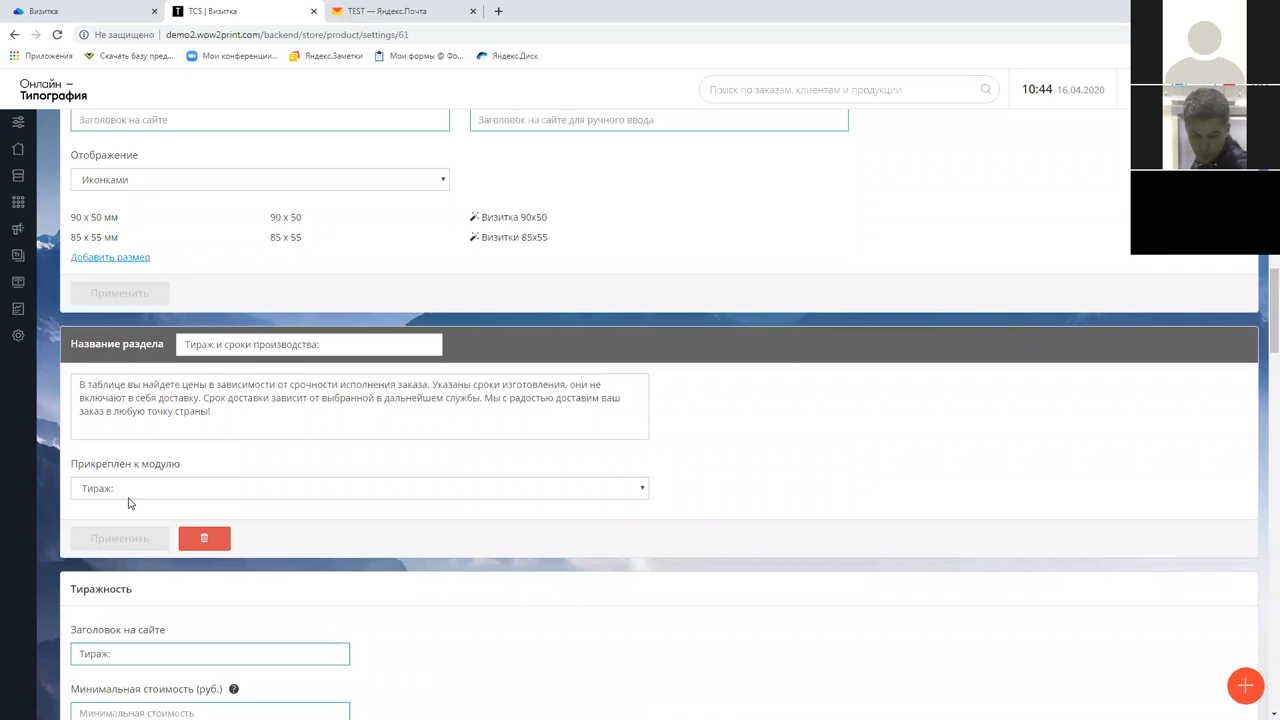 Визитка
TCS | Визитка
TEST — Яндекс.Почта
Не защищено
demo2.wow2print.com/backend/store/product/settings/61
Приложения
Скачать базу пред...
Мои конференции...
Яндекс.Заметки
Мои формы @ Фо...
Яндекс.Диск
Онлайн –
Типография
Поиск по заказам, клиентам и продукции
10:44 16.04.2020
Заголовок на сайте
Заголовок на сайте для ручного ввода
Отображение
Иконками
90 x 50 мм
90 x 50
Визитка 90x50
85 x 55 мм
85 x 55
Визитки 85x55
Добавить размер
Применить
Название раздела
Тираж и сроки производства:
В таблице вы найдете цены в зависимости от срочности исполнения заказа. Указаны сроки изготовления, они не
включают в себя доставку. Срок доставки зависит от выбранной в дальнейшем службы. Мы с радостью доставим ваш
заказ в любую точку страны!
Прикреплен к модулю
Тираж:
Применить
Тиражность
Заголовок на сайте
Тираж:
Минимальная стоимость (руб.) ?
Минимальная стоимость